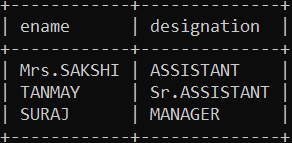 +------------+--------------+
| ename      | designation  |
+------------+--------------+
| Mrs.SAKSHI | ASSISTANT    |
| TANMAY     | Sr.ASSISTANT |
| SURAJ      | MANAGER      |
+------------+--------------+